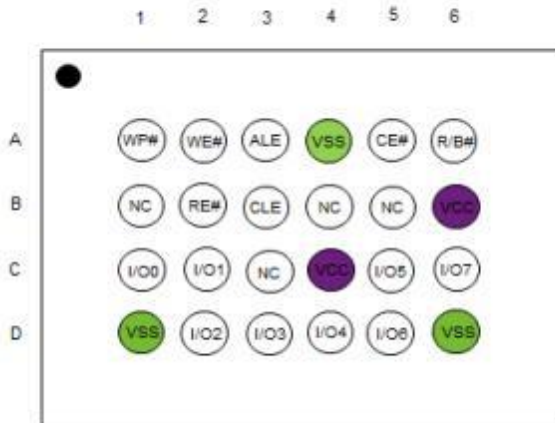 1 2 3 4 5 6
A WP# WE# ALE VSS CE# R/B#
B NC RE# CLE NC NC VCC
C I/O0 I/O1 NC VCC I/O5 I/O7
D VSS I/O2 I/O3 I/O4 I/O6 VSS